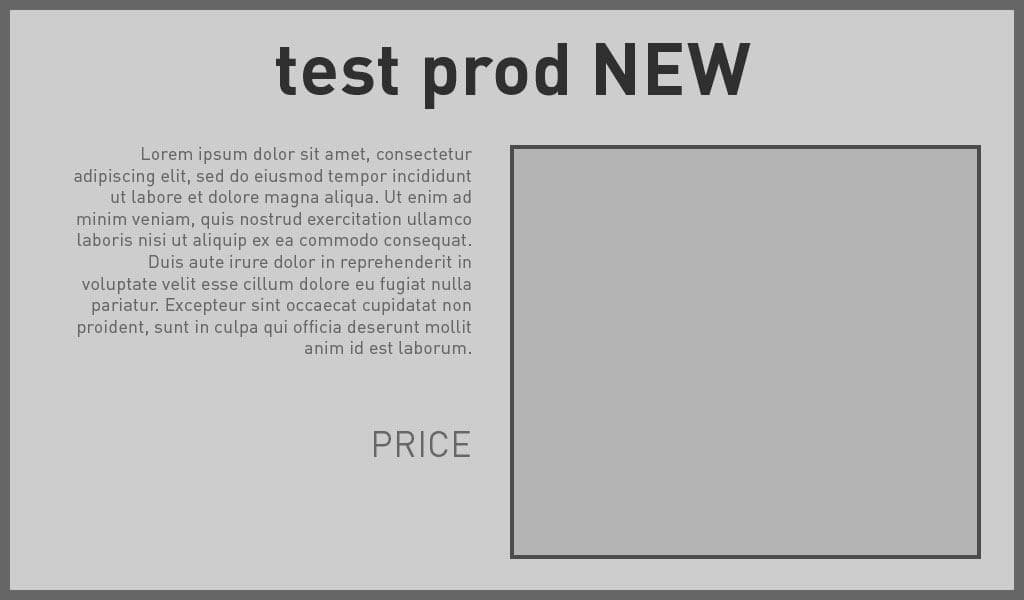 test prod NEW
Lorem ipsum dolor sit amet, consectetur
adipiscing elit, sed do eiusmod tempor incididunt
ut labore et dolore magna aliqua. Ut enim ad
minim veniam, quis nostrud exercitation ullamco
laboris nisi ut aliquip ex ea commodo consequat.
Duis aute irure dolor in reprehenderit in
voluptate velit esse cillum dolore eu fugiat nulla
pariatur. Excepteur sint occaecat cupidatat non
proident, sunt in culpa qui officia deserunt mollit
anim id est laborum.
PRICE